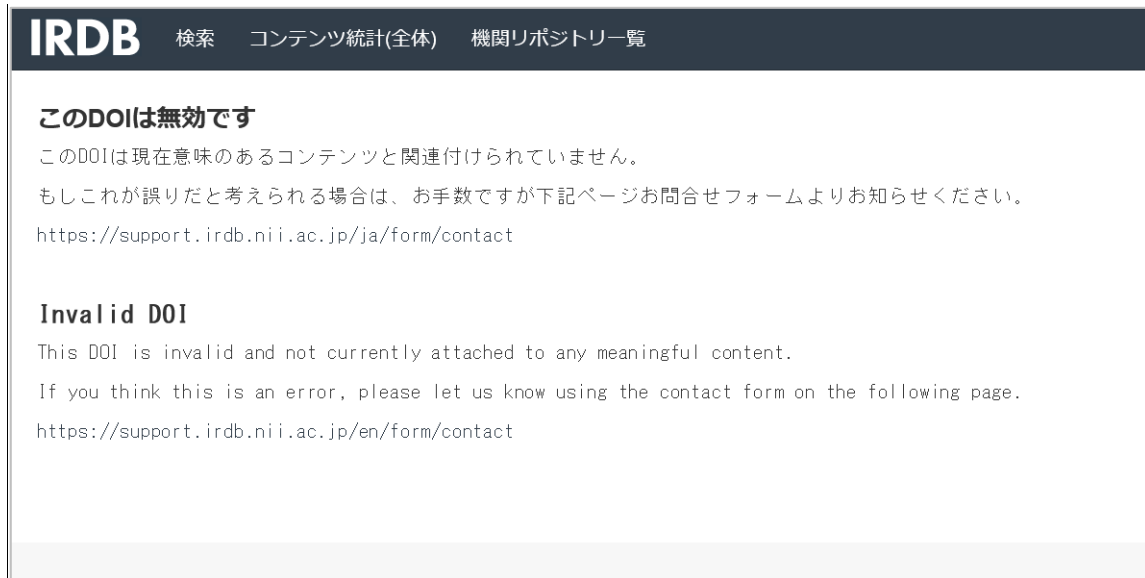 IRDB 検索 コンテンツ統計(全体) 機関リポジトリ一覧
このDOIは無効です
このDOIは現在意味のあるコンテンツと関連付けられていません。
もしこれが誤りだと考えられる場合は、お手数ですが下記ページお問合せフォームよりお知らせください。
https://support.irdb.nii.ac.jp/ja/form/contact
Invalid DOI
This DOI is invalid and not currently attached to any meaningful content.
If you think this is an error, please let us know using the contact form on the following page.
https://support.irdb.nii.ac.jp/en/form/contact